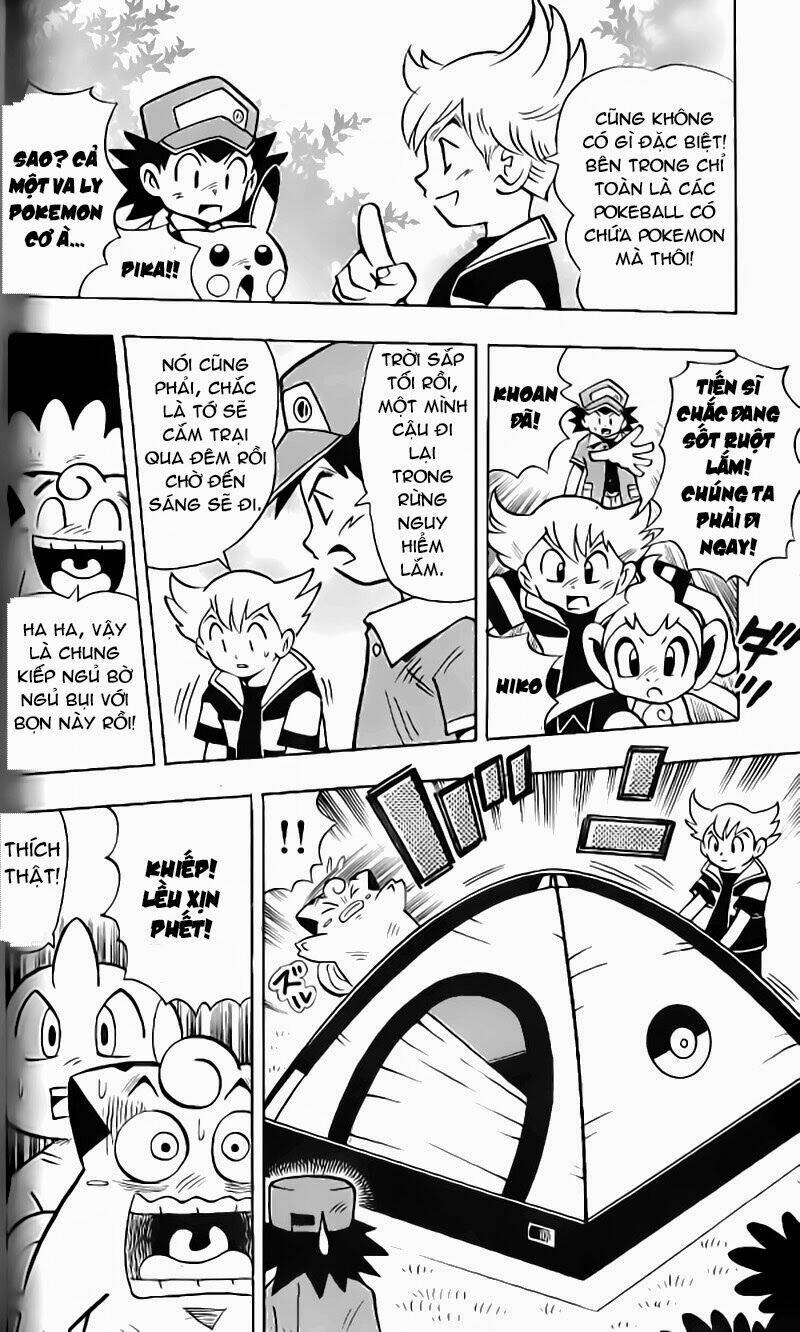 CŨNG KHÔNG
CÓ GÌ ĐẶC BIỆT!
BÊN TRONG CHỈ
TOÀN LÀ CÁC
POKEBALL CÓ
CHỨA POKEMON
MÀ THÔI!
SAO? CẢ
MỘT VA LY
POKEMON
CƠ À...
PIKA!!
TIẾN SĨ
CHẮC ĐANG
SỐT RUỘT
LẮM!
CHÚNG TA
PHẢI ĐI
NGAY!
KHOAN
ĐÃ!
HIKO
TRỜI SẮP
TỐI RỒI,
MỘT MÌNH
CẬU ĐI
LẠI
TRONG
RỪNG
NGUY
HIỂM
LẮM.
NÓI CŨNG
PHẢI, CHẮC
LÀ TỚ SẼ
CẮM TRẠI
QUA ĐÊM RỒI
CHỜ ĐẾN
SÁNG SẼ ĐI.
HA HA, VẬY
LÀ CHUNG
KIẾP NGỦ BỜ
NGỦ BỤI VỚI
BỌN NÀY RỒI!
!!
ズル
KHIẾP!
LỀU XỊN
PHẾT!
THÍCH
THẬT!